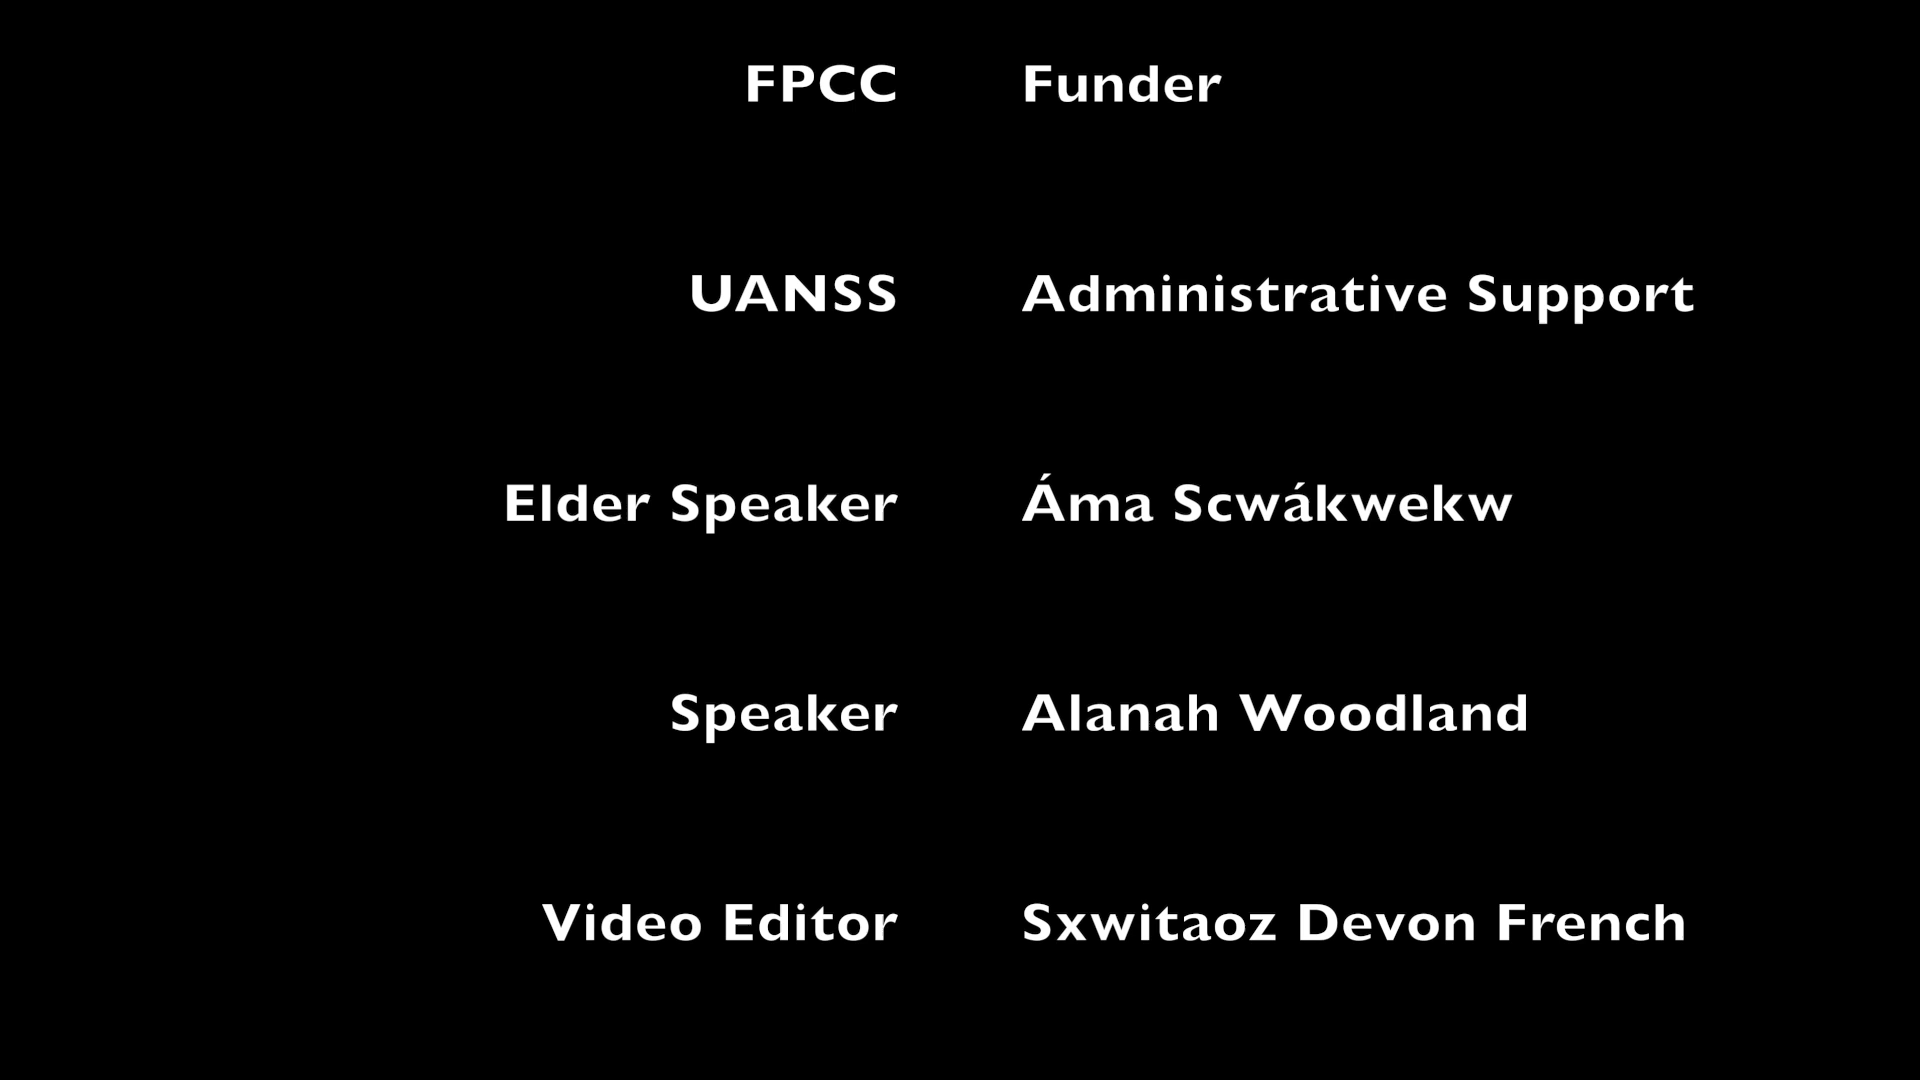 FPCC Funder
UANSS Administrative Support
Elder Speaker Áma Scwákwekw
Speaker Alanah Woodland
Video Editor Sxwitaoz Devon French